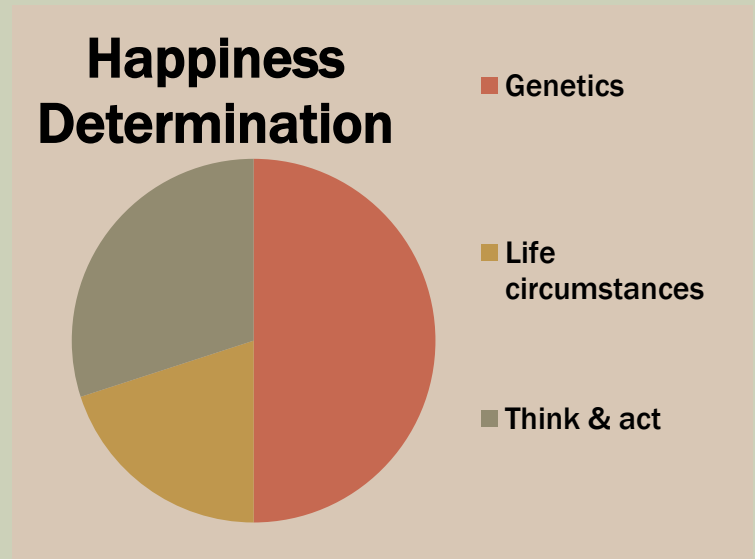 Happiness
Determination
Genetics
Life
circumstances
Think & act